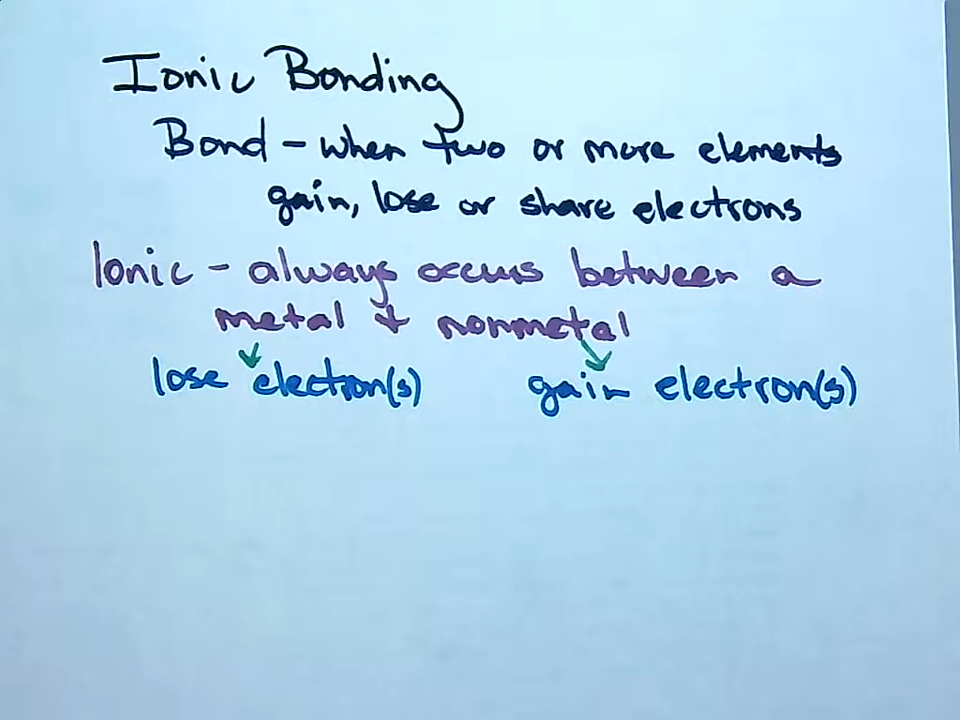 Ionic Bonding
Bond - when two or more elements
gain, lose or share electrons
Ionic - always occurs between a
metal + nonmetal
lose electron(s) gain electron(s)